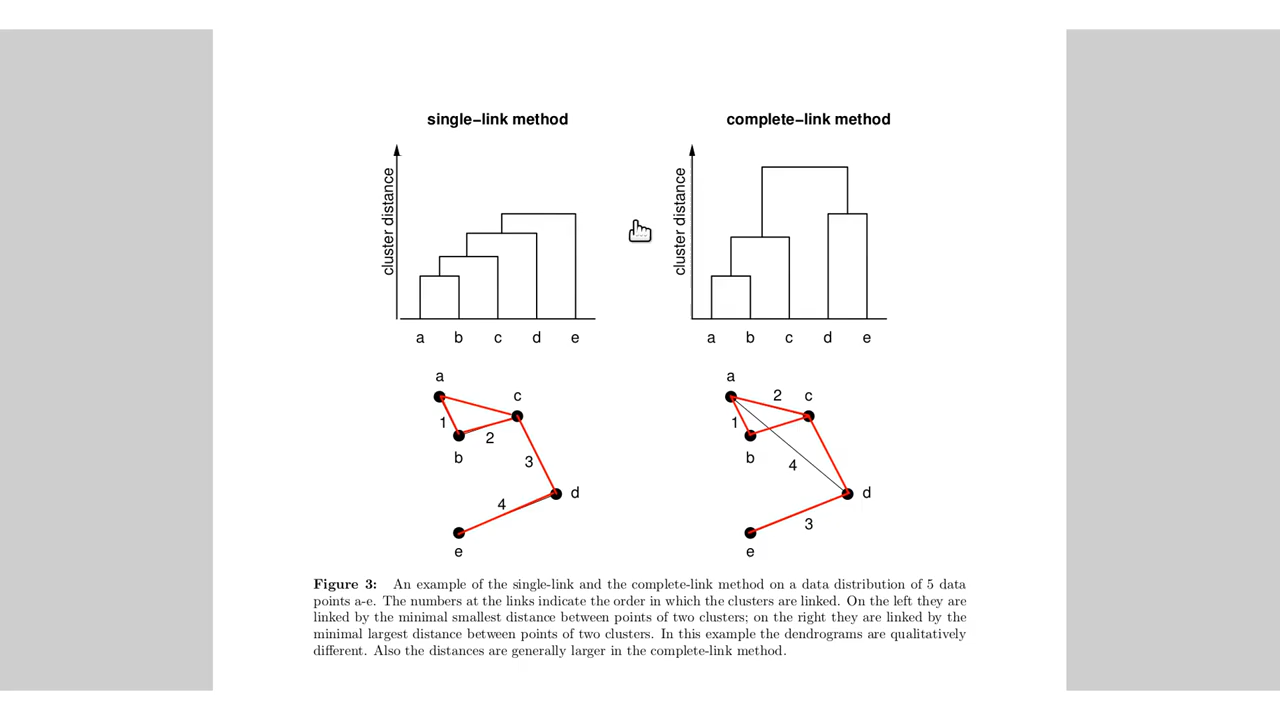 single−link method
complete−link method
cluster distance
a b c d e
cluster distance
a b c d e
a
c
1
2
b
3
d
4
e
a
2
c
1
b
4
d
3
e
Figure 3: An example of the single-link and the complete-link method on a data distribution of 5 data
points a-e. The numbers at the links indicate the order in which the clusters are linked. On the left they are
linked by the minimal smallest distance between points of two clusters; on the right they are linked by the
minimal largest distance between points of two clusters. In this example the dendrograms are qualitatively
different. Also the distances are generally larger in the complete-link method.